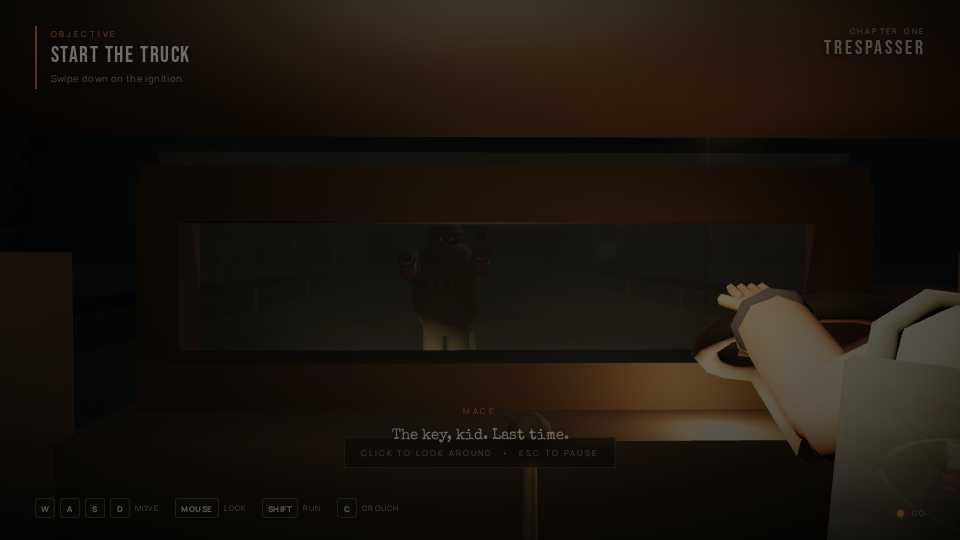 OBJECTIVE
START THE TRUCK
Swipe down on the ignition.
CHAPTER ONE
TRESPASSER
MACE
The key, kid. Last time.
CLICK TO LOOK AROUND • ESC TO PAUSE
W A S D MOVE MOUSE LOOK SHIFT RUN C CROUCH
GO